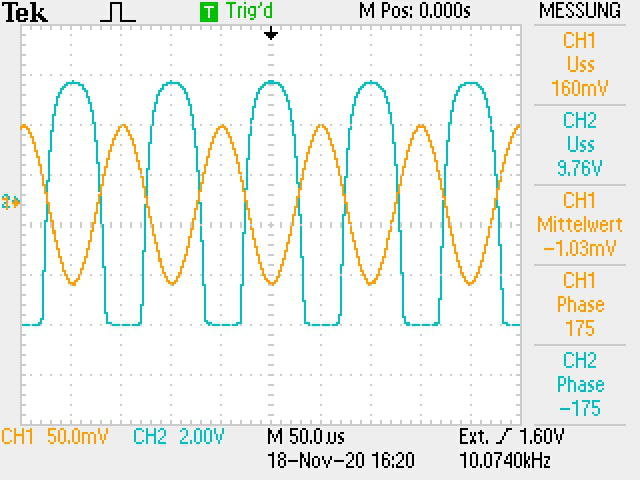 Tek
T Trig'd
M Pos: 0.000s
MESSUNG
CH1
Uss
160mV
CH2
Uss
9.76V
CH1
Mittelwert
-1.03mV
CH1
Phase
175
CH2
Phase
-175
CH1 50.0mV
CH2 2.00V
M 50.0us
Ext.
1.60V
18-Nov-20 16:20
10.0740kHz